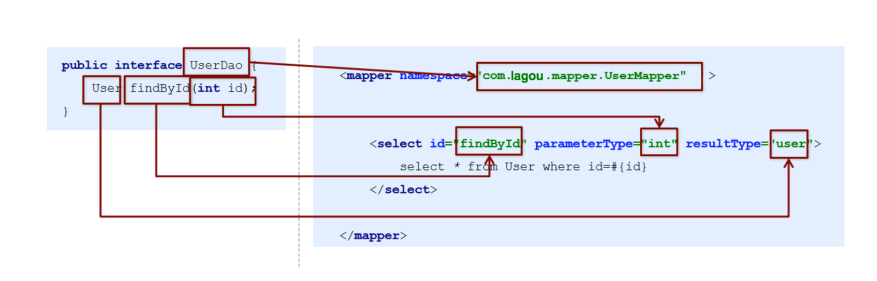 public interface UserDao {
User findById(int id);
}
<mapper namespace="com.lagou.mapper.UserMapper" >
<select id="findById" parameterType="int" resultType="user">
select * from User where id=#{id}
</select>
</mapper>